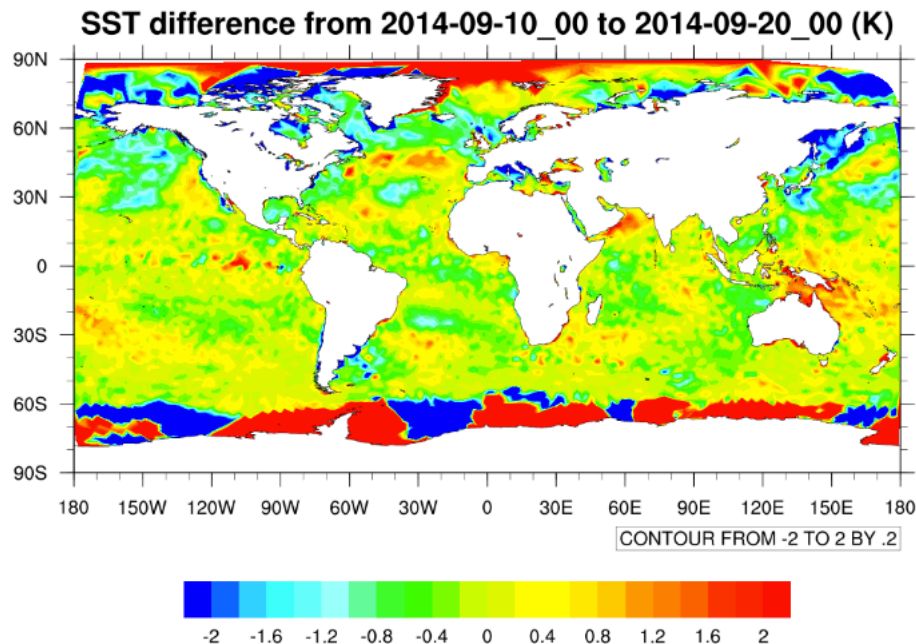 SST difference from 2014-09-10_00 to 2014-09-20_00 (K)
90N
60N
30N
0
30S
60S
90S
180 150W 120W 90W 60W 30W 0 30E 60E 90E 120E 150E 180
CONTOUR FROM -2 TO 2 BY .2
-2 -1.6 -1.2 -0.8 -0.4 0 0.4 0.8 1.2 1.6 2